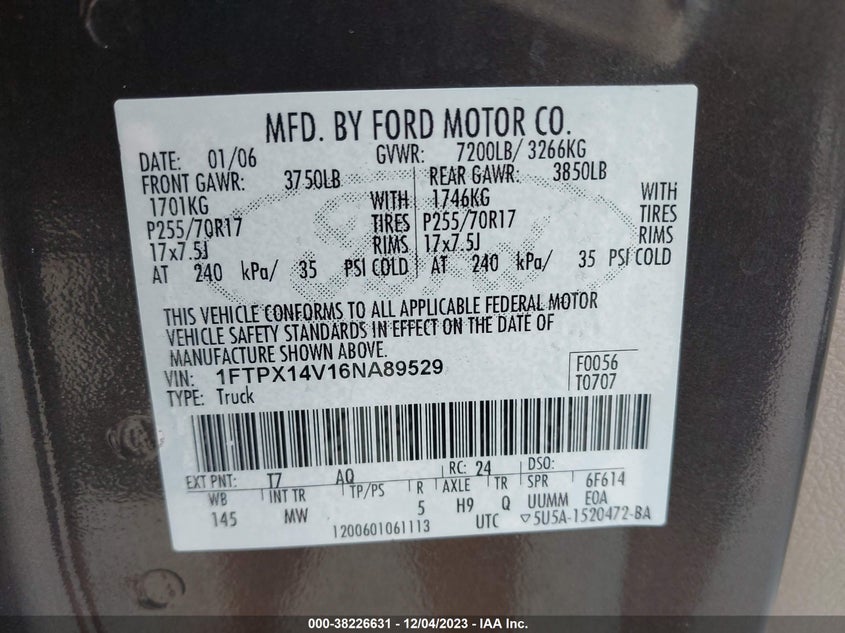 MFD. BY FORD MOTOR CO.
DATE: 01/06 GVWR: 7200LB/ 3266KG
FRONT GAWR: 3750LB REAR GAWR: 3850LB
1701KG WITH 1746KG WITH
P255/70R17 TIRES P255/70R17 TIRES
17x7.5J RIMS 17x7.5J RIMS
AT 240 kPa/ 35 PSI COLD AT 240 kPa/ 35 PSI COLD
THIS VEHICLE CONFORMS TO ALL APPLICABLE FEDERAL MOTOR
VEHICLE SAFETY STANDARDS IN EFFECT ON THE DATE OF
MANUFACTURE SHOWN ABOVE.
VIN: 1FTPX14V16NA89529 F0056
TYPE: Truck T0707
EXT PNT: T7 AQ RC: 24 DSO:
WB INT TR TP/PS R AXLE TR SPR 6F614
145 MW 5 H9 Q UUMM E0A
1200601061113 UTC ▽5U5A-1520472-BA
000-38226631 - 12/04/2023 - IAA Inc.